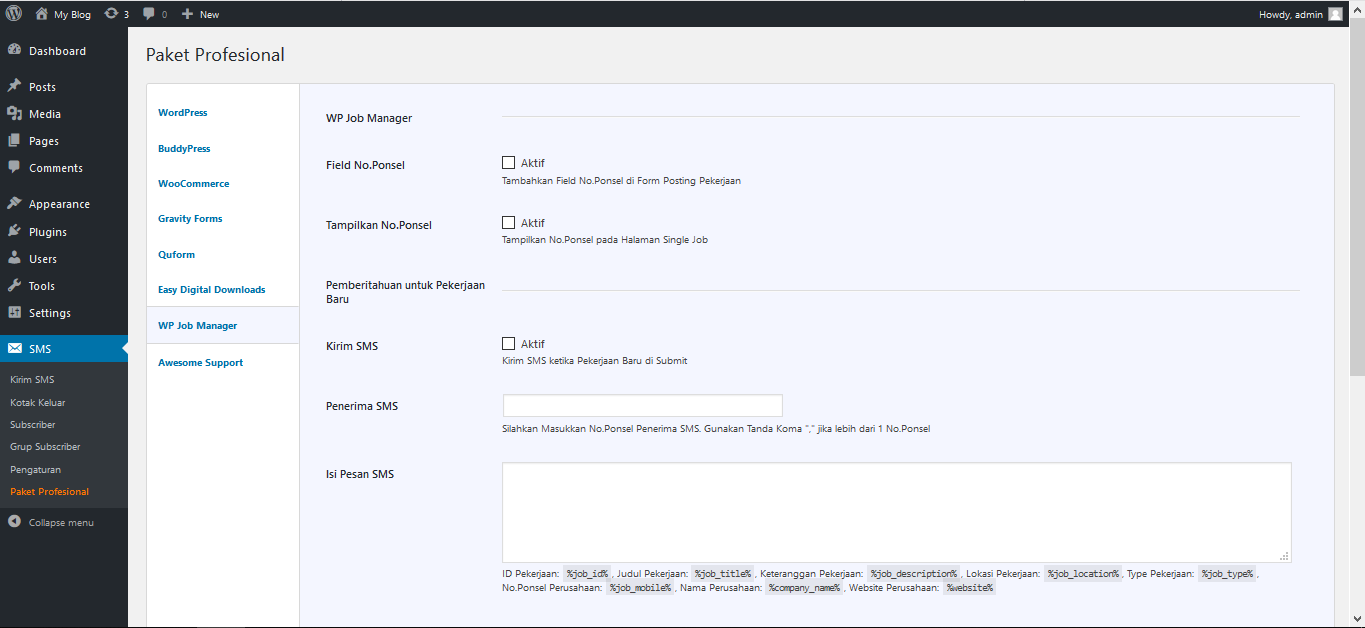 My Blog 3 0 New Howdy, admin
Dashboard
Posts
Media
Pages
Comments
Appearance
Plugins
Users
Tools
Settings
SMS
Kirim SMS
Kotak Keluar
Subscriber
Grup Subscriber
Pengaturan
Paket Profesional
Collapse menu
Paket Profesional
WordPress
BuddyPress
WooCommerce
Gravity Forms
Quform
Easy Digital Downloads
WP Job Manager
Awesome Support
WP Job Manager
Field No.Ponsel
Aktif
Tambahkan Field No.Ponsel di Form Posting Pekerjaan
Tampilkan No.Ponsel
Aktif
Tampilkan No.Ponsel pada Halaman Single Job
Pemberitahuan untuk Pekerjaan
Baru
Kirim SMS
Aktif
Kirim SMS ketika Pekerjaan Baru di Submit
Penerima SMS
Silahkan Masukkan No.Ponsel Penerima SMS. Gunakan Tanda Koma "," jika lebih dari 1 No.Ponsel
Isi Pesan SMS
ID Pekerjaan: %job_id% , Judul Pekerjaan: %job_title% , Keteranggan Pekerjaan: %job_description% , Lokasi Pekerjaan: %job_location% , Type Pekerjaan: %job_type% ,
No.Ponsel Perusahaan: %job_mobile% , Nama Perusahaan: %company_name% , Website Perusahaan: %website%